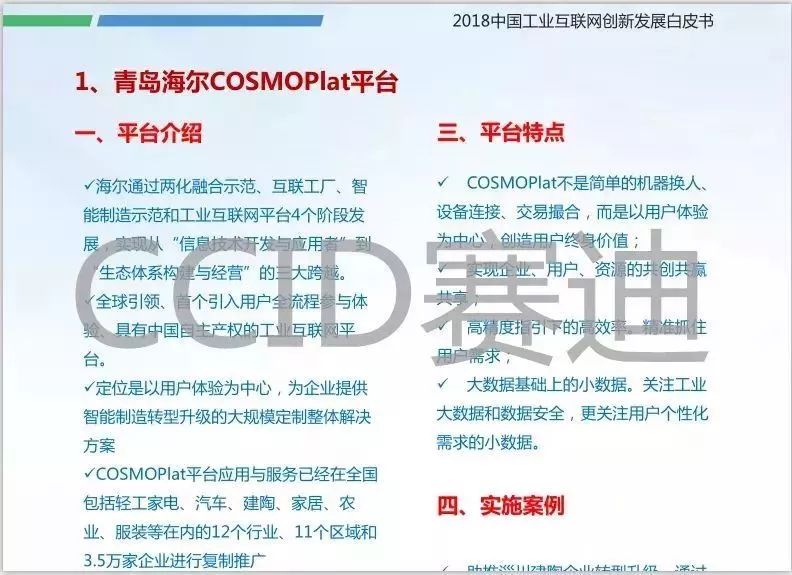 2018中国工业互联网创新发展白皮书
1、青岛海尔COSMOPlat平台
一、平台介绍
✓海尔通过两化融合示范、互联工厂、智
能制造示范和工业互联网平台4个阶段发
展，实现从“信息技术开发与应用者”到
“生态体系构建与经营”的三大跨越。
✓全球引领、首个引入用户全流程参与体
验、具有中国自主产权的工业互联网平
台。
✓定位是以用户体验为中心，为企业提供
智能制造转型升级的大规模定制整体解决
方案
✓COSMOPlat平台应用与服务已经在全国
包括轻工家电、汽车、建陶、家居、农
业、服装等在内的12个行业、11个区域和
3.5万家企业进行复制推广
三、平台特点
✓ COSMOPlat不是简单的机器换人、
设备连接、交易撮合，而是以用户体验
为中心，创造用户终身价值；
✓ 实现企业、用户、资源的共创共赢
共享；
✓ 高精度指引下的高效率。精准抓住
用户需求；
✓ 大数据基础上的小数据。关注工业
大数据和数据安全，更关注用户个性化
需求的小数据。
四、实施案例
✓ 助推淄川建陶企业转型升级，通过
CCID赛迪